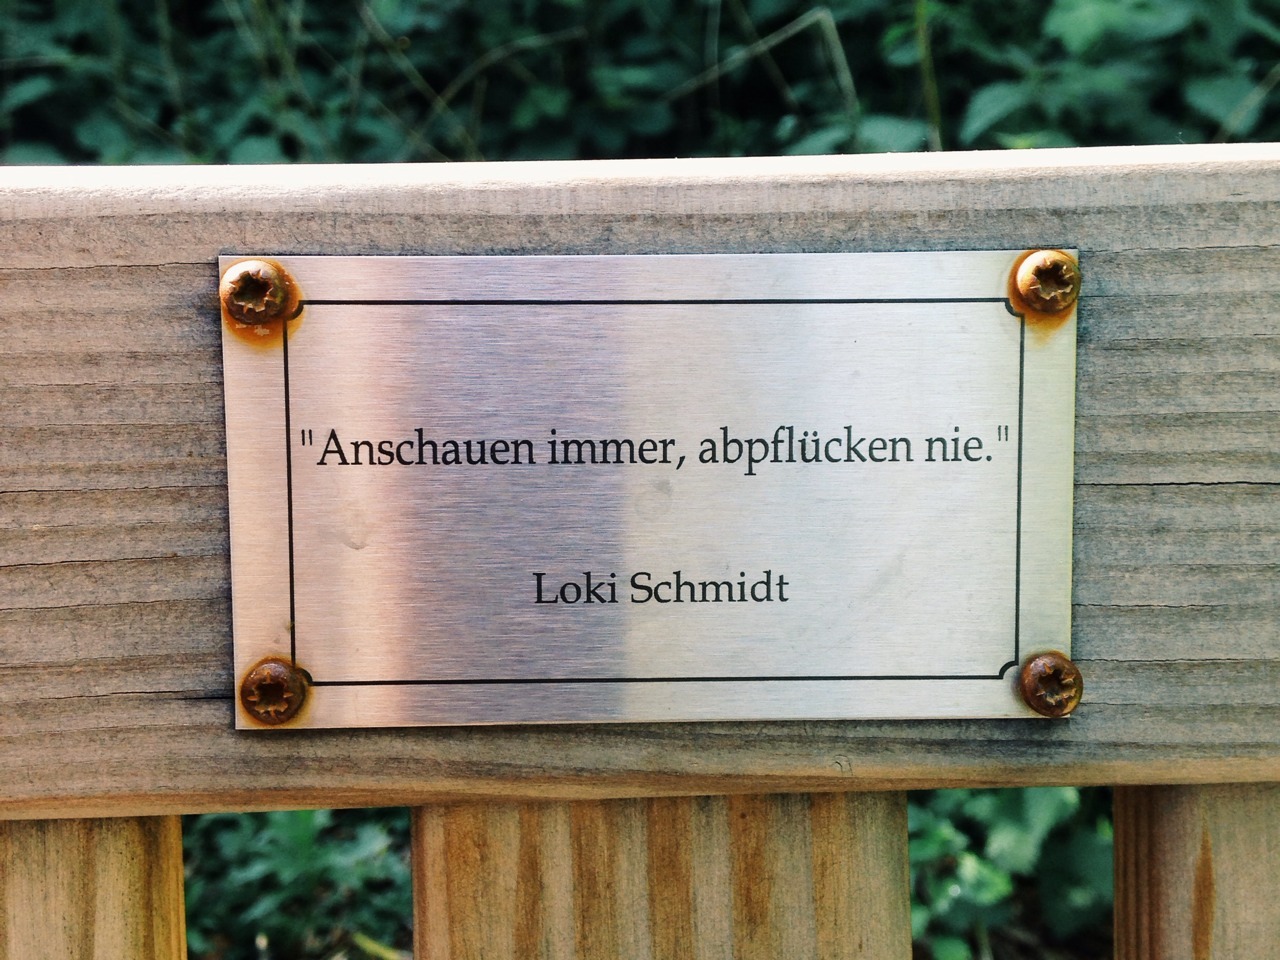 "Anschauen immer, abpflücken nie."
Loki Schmidt